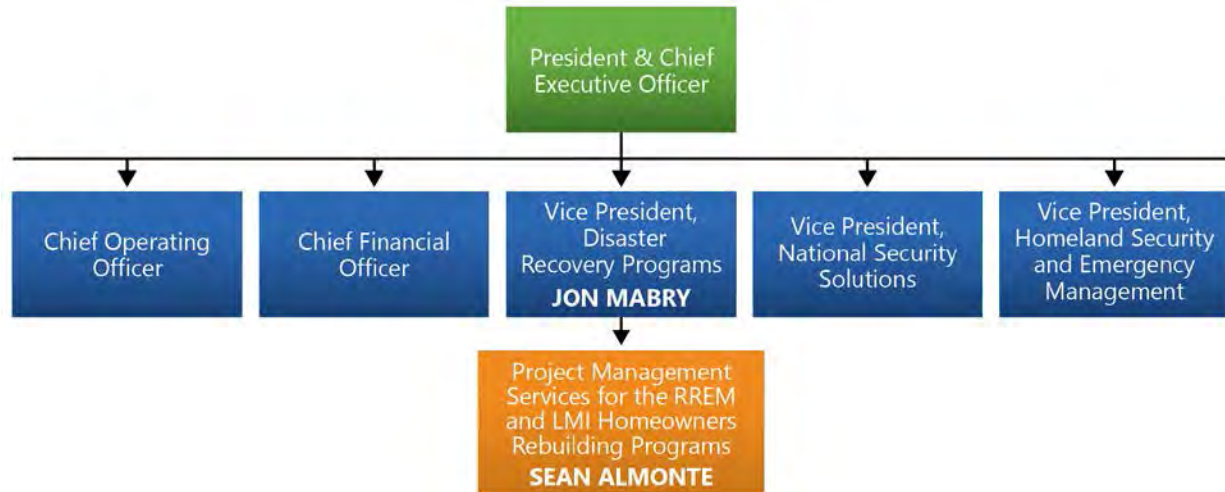 President & Chief
Executive Officer
Chief Operating
Officer
Chief Financial
Officer
Vice President,
Disaster
Recovery Programs
JON MABRY
Vice President,
National Security
Solutions
Vice President,
Homeland Security
and Emergency
Management
Project Management
Services for the RREM
and LMI Homeowners
Rebuilding Programs
SEAN ALMONTE